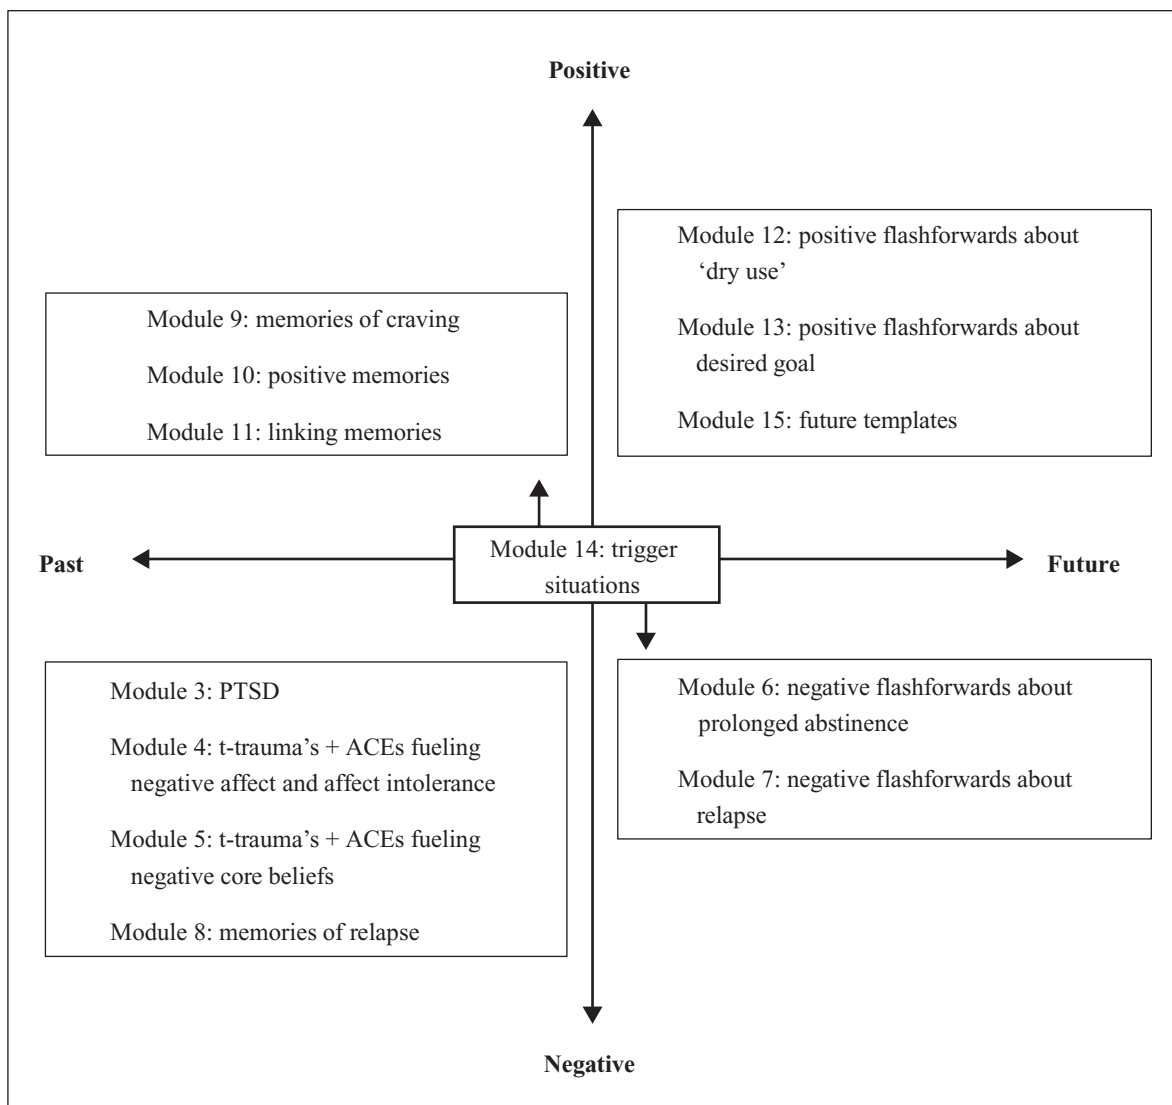 Positive
Module 12: positive flashforwards about
‘dry use’
Module 13: positive flashforwards about
desired goal
Module 15: future templates
Module 9: memories of craving
Module 10: positive memories
Module 11: linking memories
Past
Module 14: trigger
situations
Future
Module 3: PTSD
Module 4: t-trauma’s + ACEs fueling
negative affect and affect intolerance
Module 5: t-trauma’s + ACEs fueling
negative core beliefs
Module 8: memories of relapse
Module 6: negative flashforwards about
prolonged abstinence
Module 7: negative flashforwards about
relapse
Negative